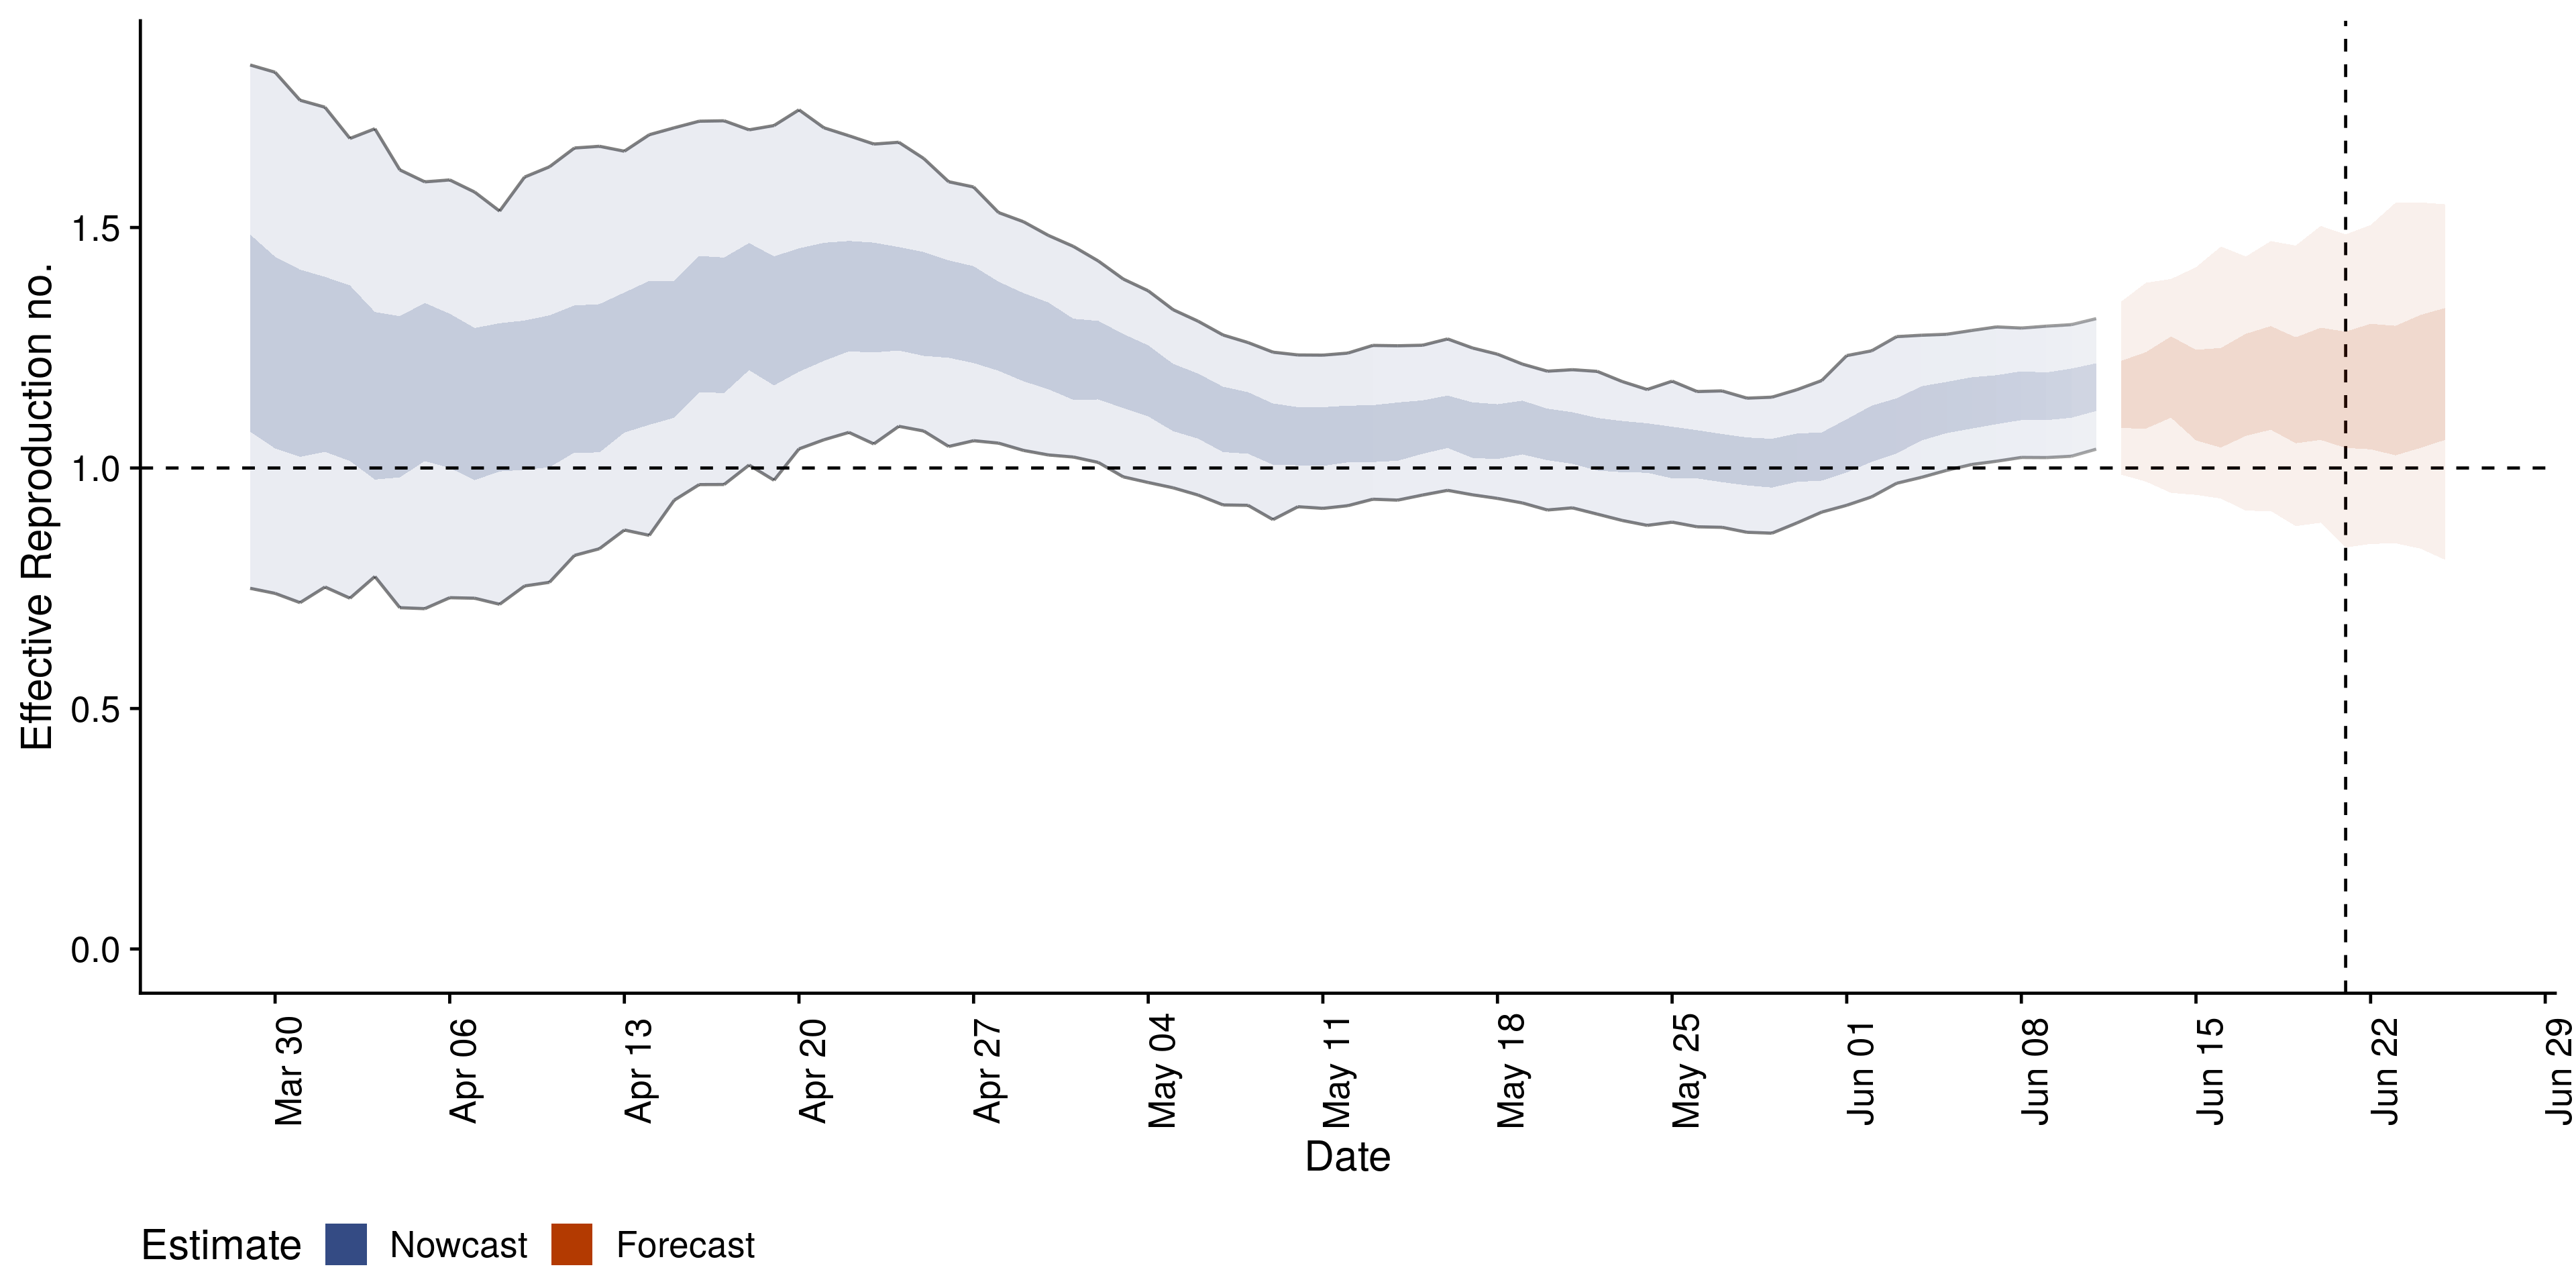 Effective Reproduction no.
1.5
1.0
0.5
0.0
Mar 30
Apr 06
Apr 13
Apr 20
Apr 27
May 04
May 11
May 18
May 25
Jun 01
Jun 08
Jun 15
Jun 22
Jun 29
Date
Estimate Nowcast Forecast